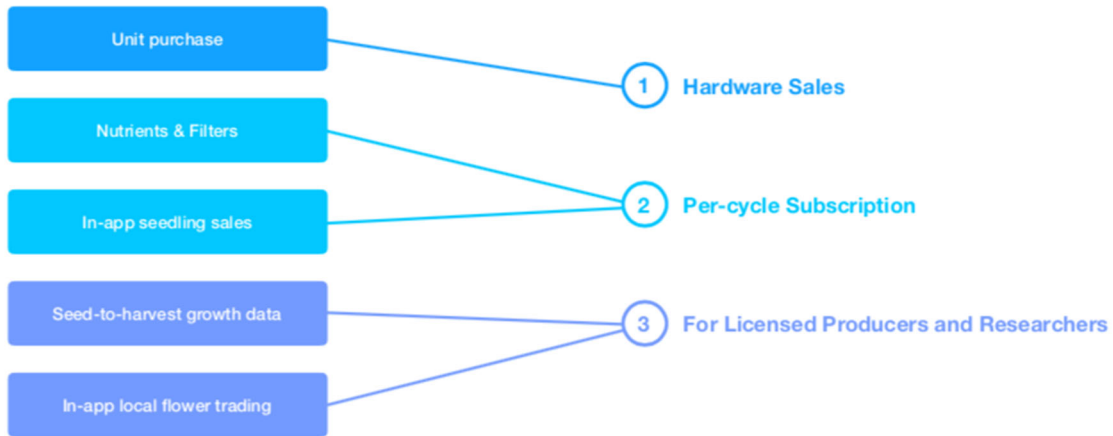 Unit purchase
1 Hardware Sales
Nutrients & Filters
2 Per-cycle Subscription
In-app seedling sales
Seed-to-harvest growth data
3 For Licensed Producers and Researchers
In-app local flower trading